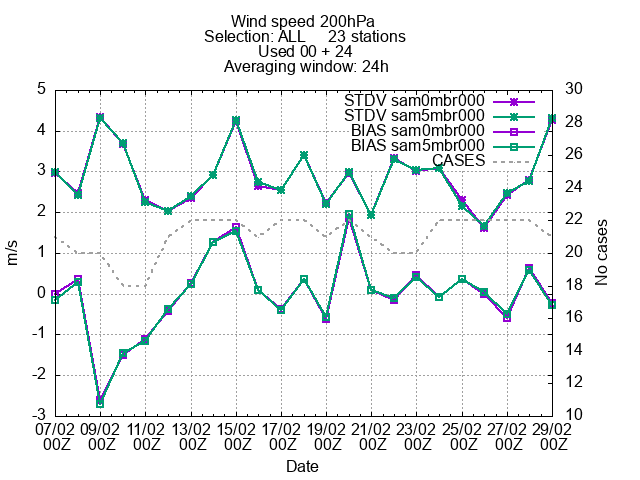 Wind speed 200hPa
Selection: ALL 23 stations
Used 00 + 24
Averaging window: 24h
STDV sam0mbr000
STDV sam5mbr000
BIAS sam0mbr000
BIAS sam5mbr000
CASES
5
4
3
2
1
0
-1
-2
-3
m/s
30
28
26
24
22
20
18
16
14
12
10
No cases
07/02 09/02 11/02 13/02 15/02 17/02 19/02 21/02 23/02 25/02 27/02 29/02
00Z 00Z 00Z 00Z 00Z 00Z 00Z 00Z 00Z 00Z 00Z 00Z
Date